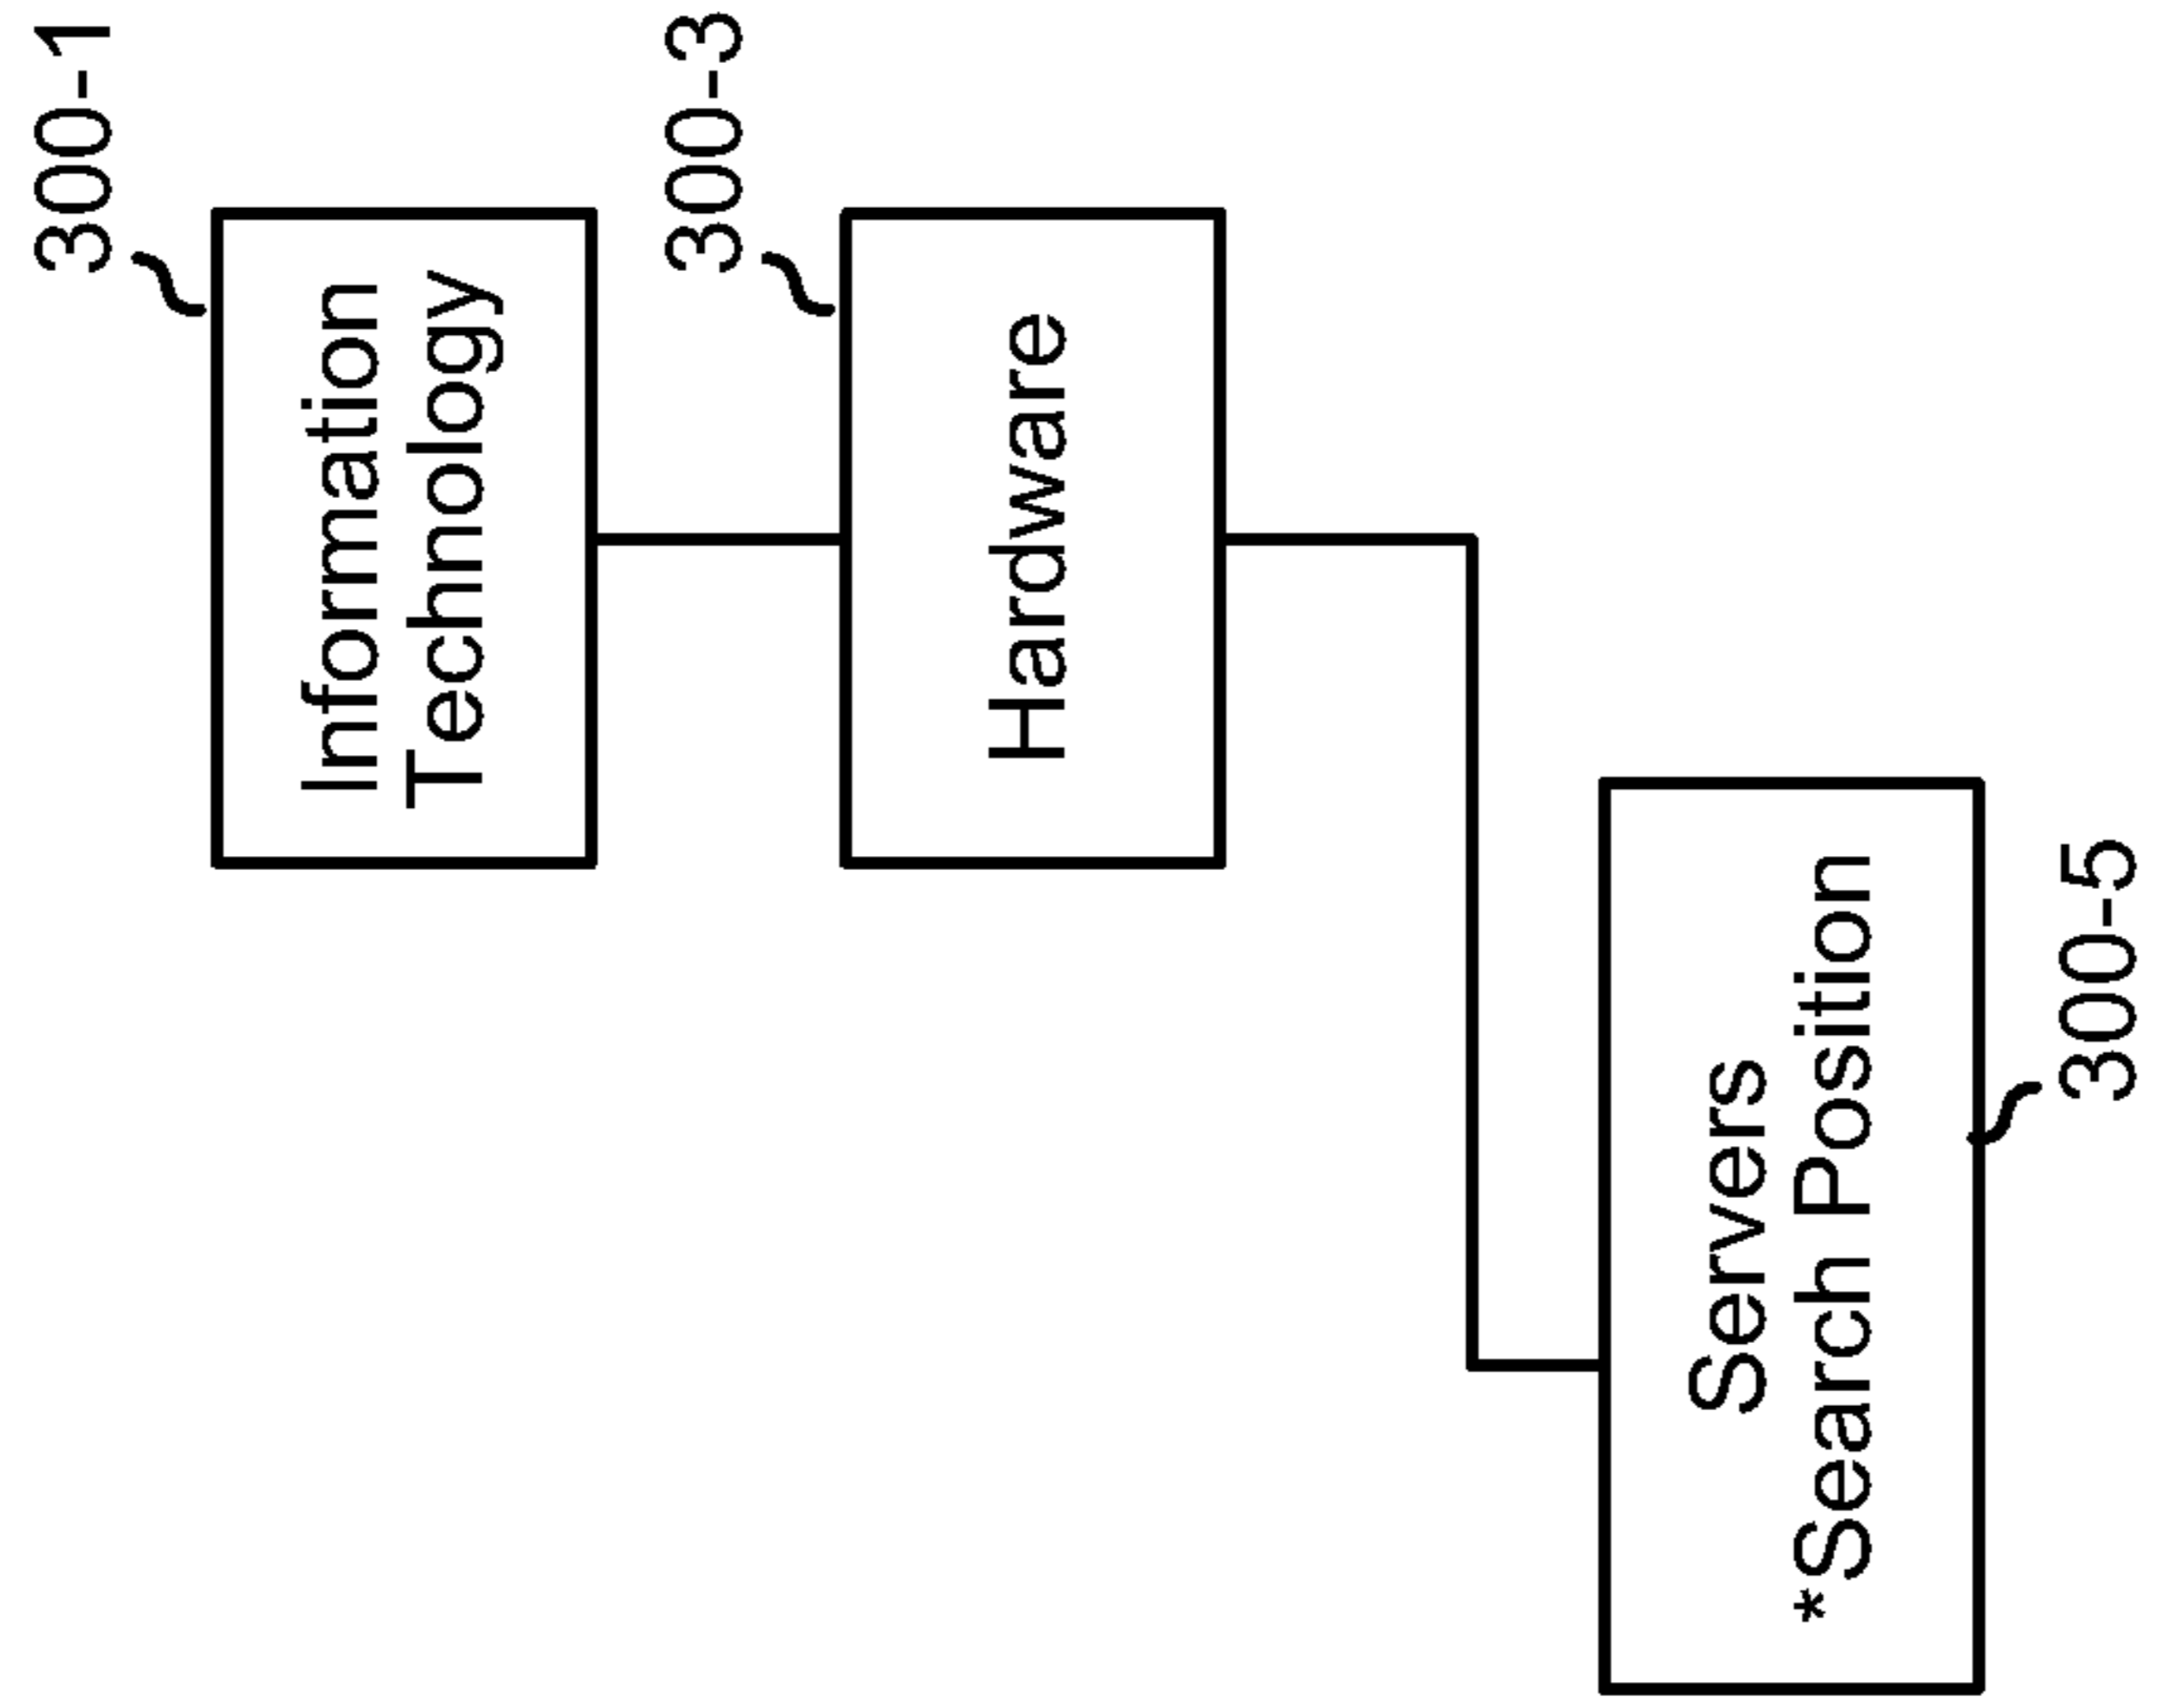 300-1
Information
Technology
300-3
Hardware
Servers
*Search Position
300-5